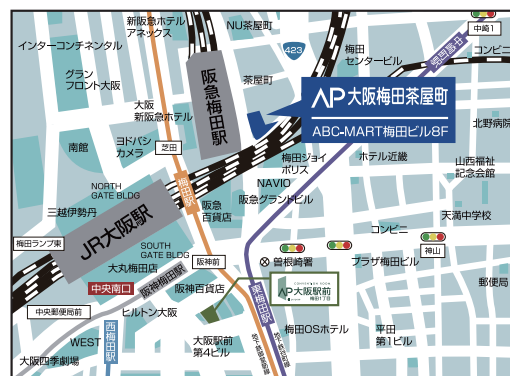 新阪急ホテル
アネックス
NU茶屋町
423
中崎1
インターコンチネンタル
梅田
センタービル
コンビニ
グラン
フロント大阪
茶屋町
阪急梅田駅
大阪
新阪急ホテル
AP大阪梅田茶屋町
ABC-MART梅田ビル8F
北野病院
南館
ヨドバシ
カメラ
芝田
梅田ジョイ
ポリス
ホテル近畿
山西福祉
記念会館
NORTH
GATE BLDG
梅田駅
NAVIO
阪急
百貨店
阪急グランドビル
三越伊勢丹
JR大阪駅
天満中学校
コンビニ
梅田ランプ東
SOUTH
GATE BLDG
神山
大丸梅田店
阪神前
曽根崎署
プラザ梅田ビル
阪神梅田駅
中央南口
阪神百貨店
東梅田駅
AP大阪駅前
梅田1丁目
郵便局
中央郵便局前
ヒルトン大阪
西梅田駅
WEST
大阪駅前
第4ビル
梅田OSホテル
平田
第1ビル
大阪四季劇場